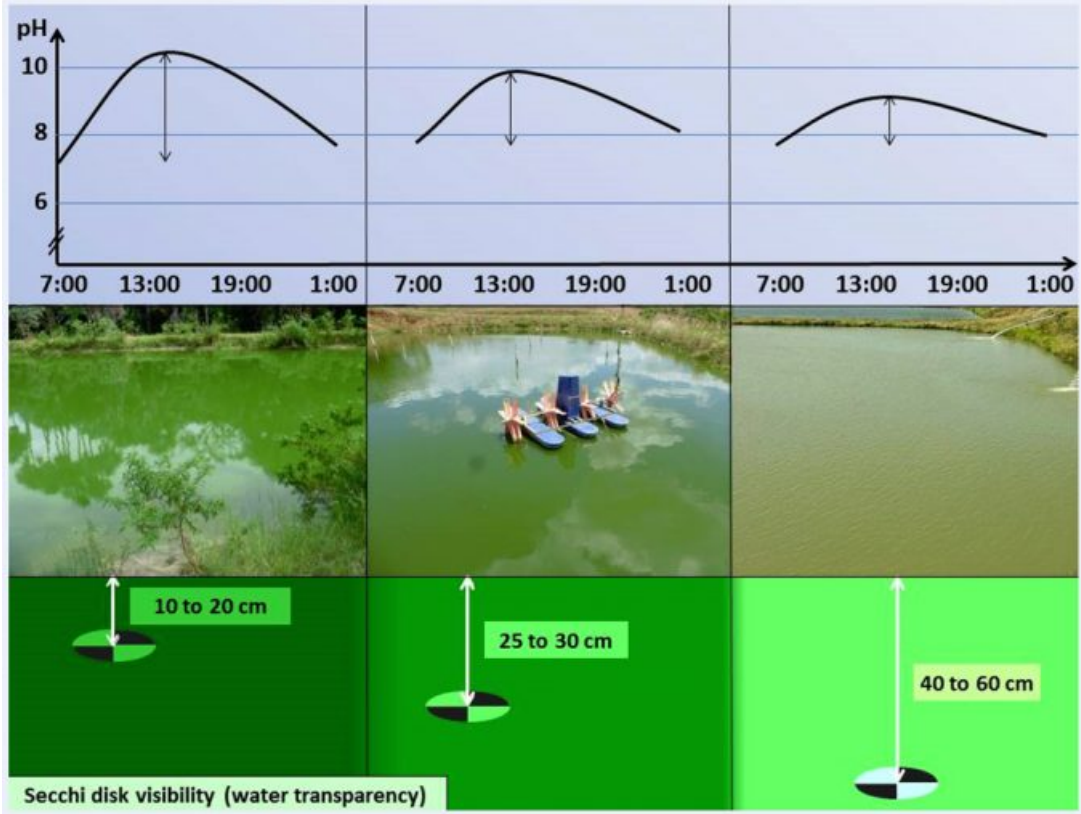 pH
10
8
6
7:00 13:00 19:00 1:00 7:00 13:00 19:00 1:00 7:00 13:00 19:00 1:00
10 to 20 cm
25 to 30 cm
40 to 60 cm
Secchi disk visibility (water transparency)